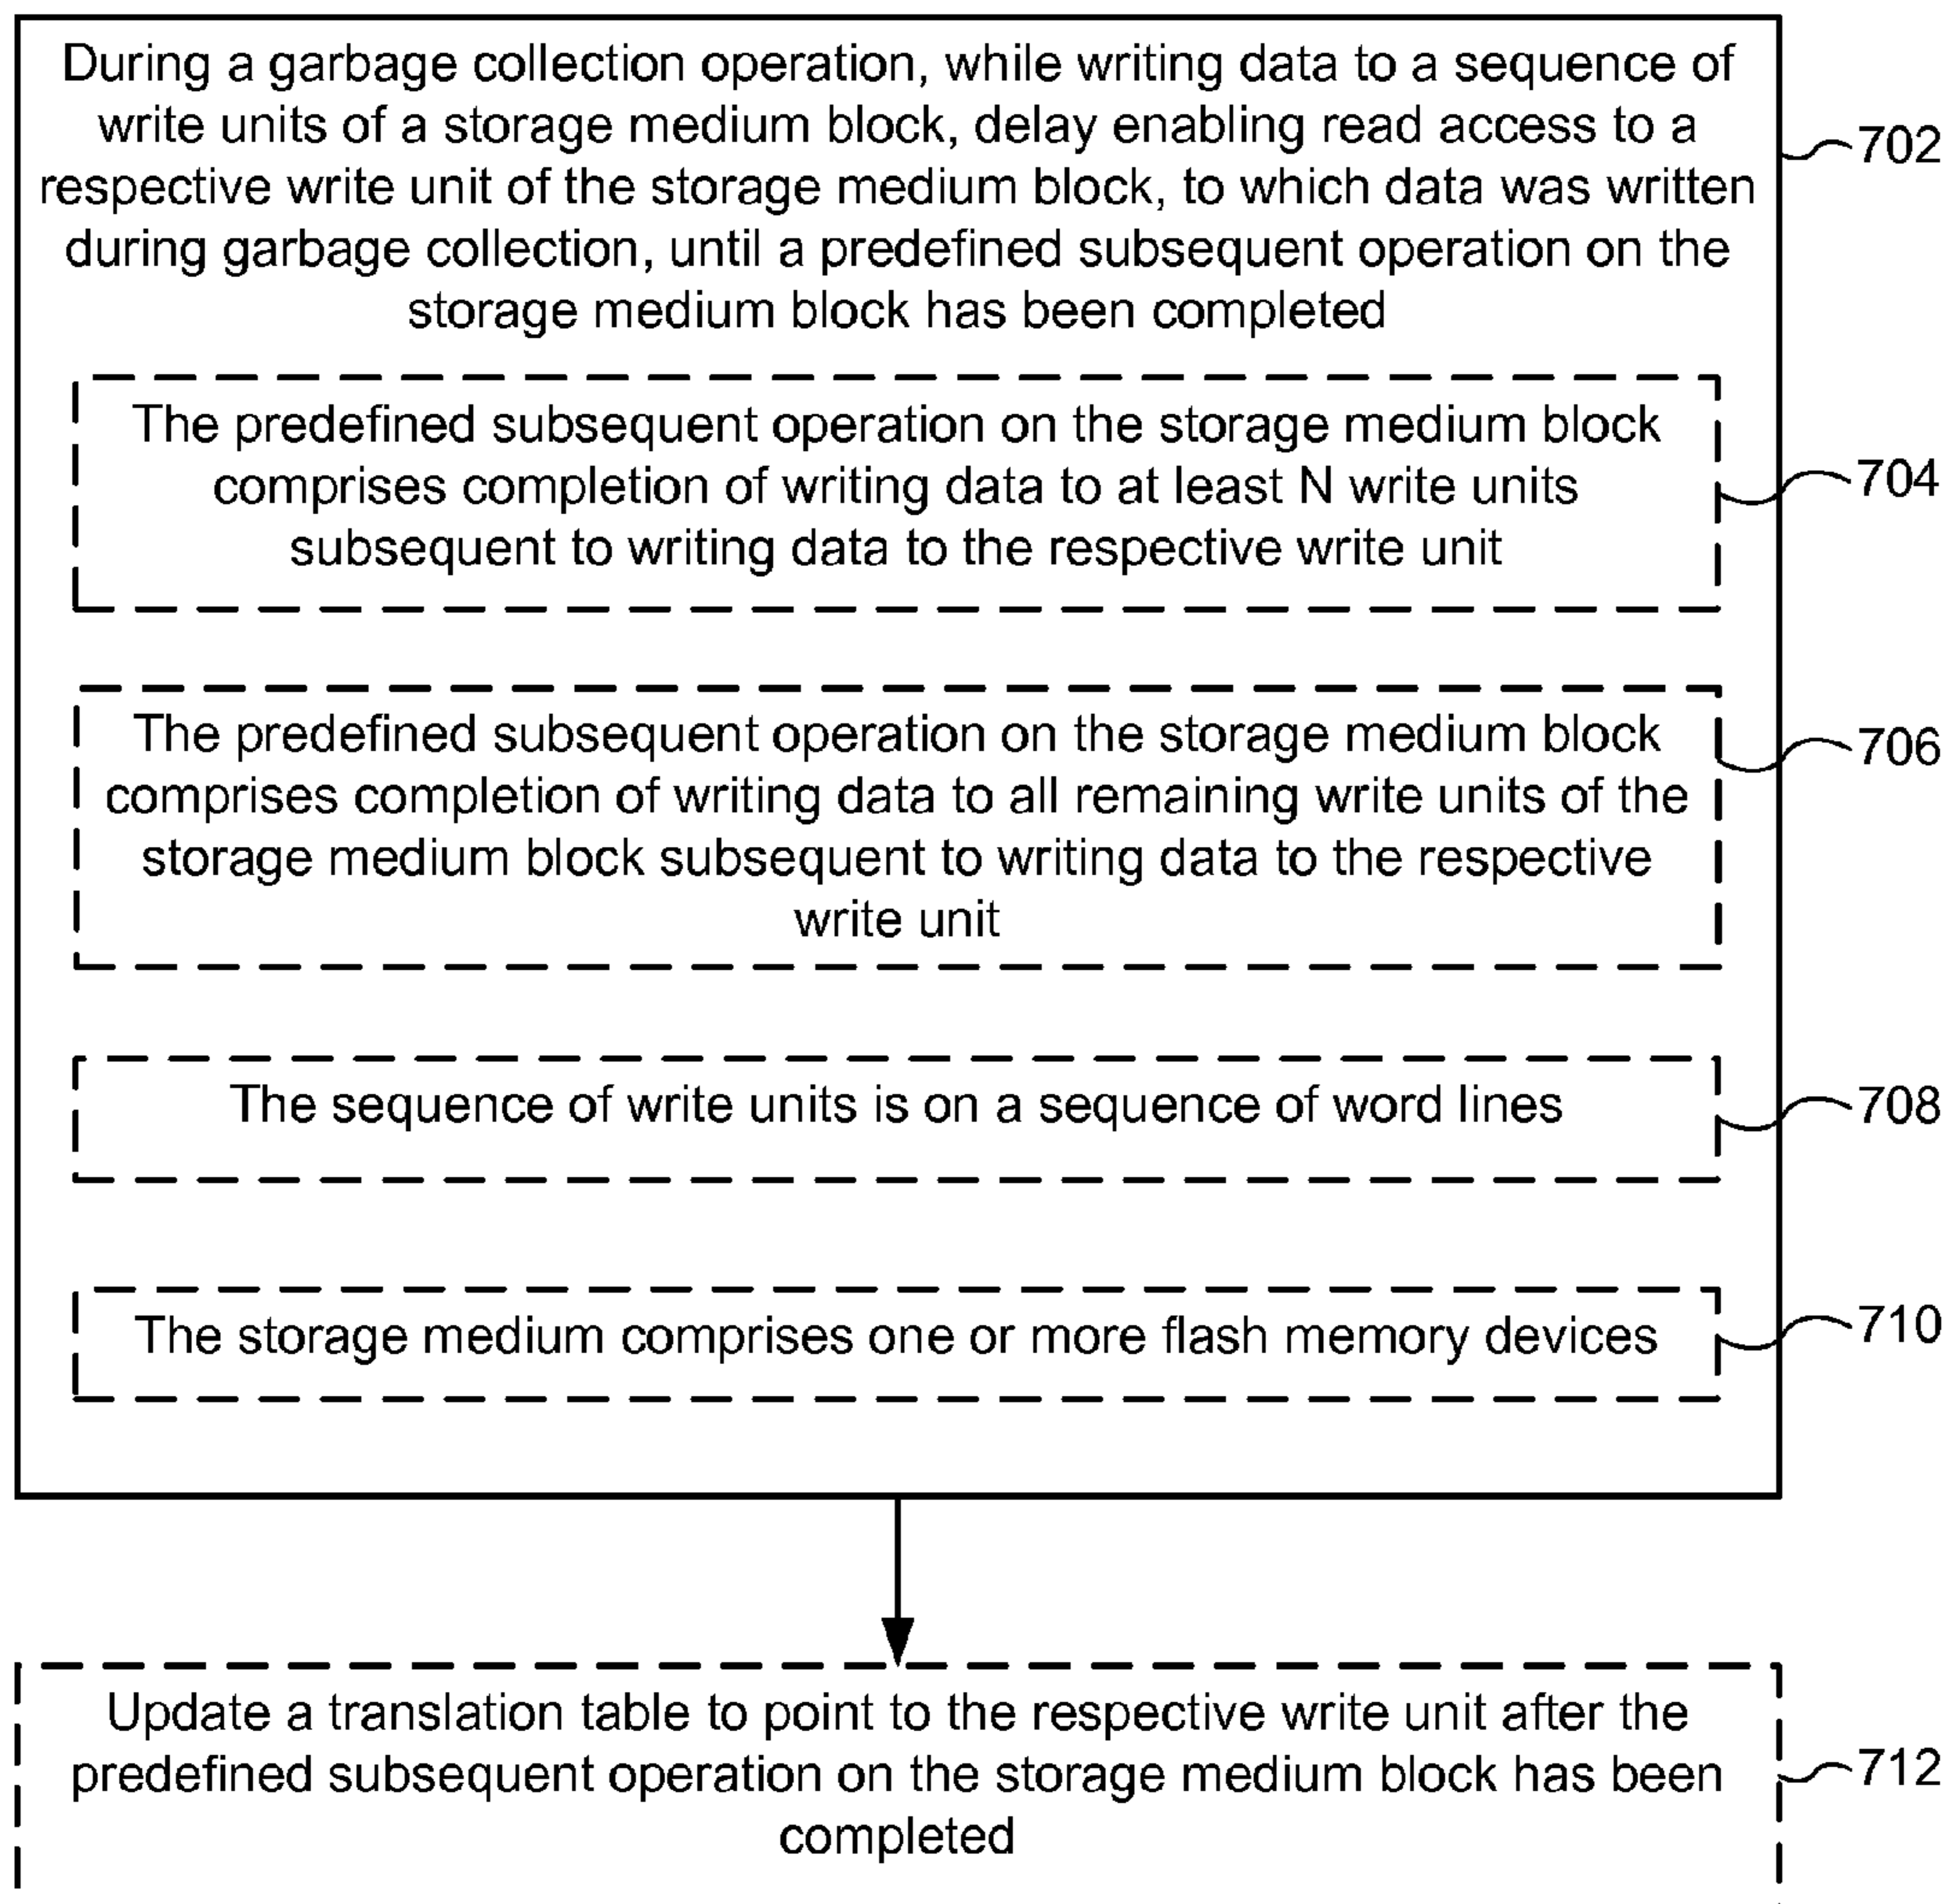 During a garbage collection operation, while writing data to a sequence of
write units of a storage medium block, delay enabling read access to a
respective write unit of the storage medium block, to which data was written
during garbage collection, until a predefined subsequent operation on the
storage medium block has been completed
702
The predefined subsequent operation on the storage medium block
comprises completion of writing data to at least N write units
subsequent to writing data to the respective write unit
704
The predefined subsequent operation on the storage medium block
comprises completion of writing data to all remaining write units of the
storage medium block subsequent to writing data to the respective
write unit
706
The sequence of write units is on a sequence of word lines
708
The storage medium comprises one or more flash memory devices
710
Update a translation table to point to the respective write unit after the
predefined subsequent operation on the storage medium block has been
completed
712